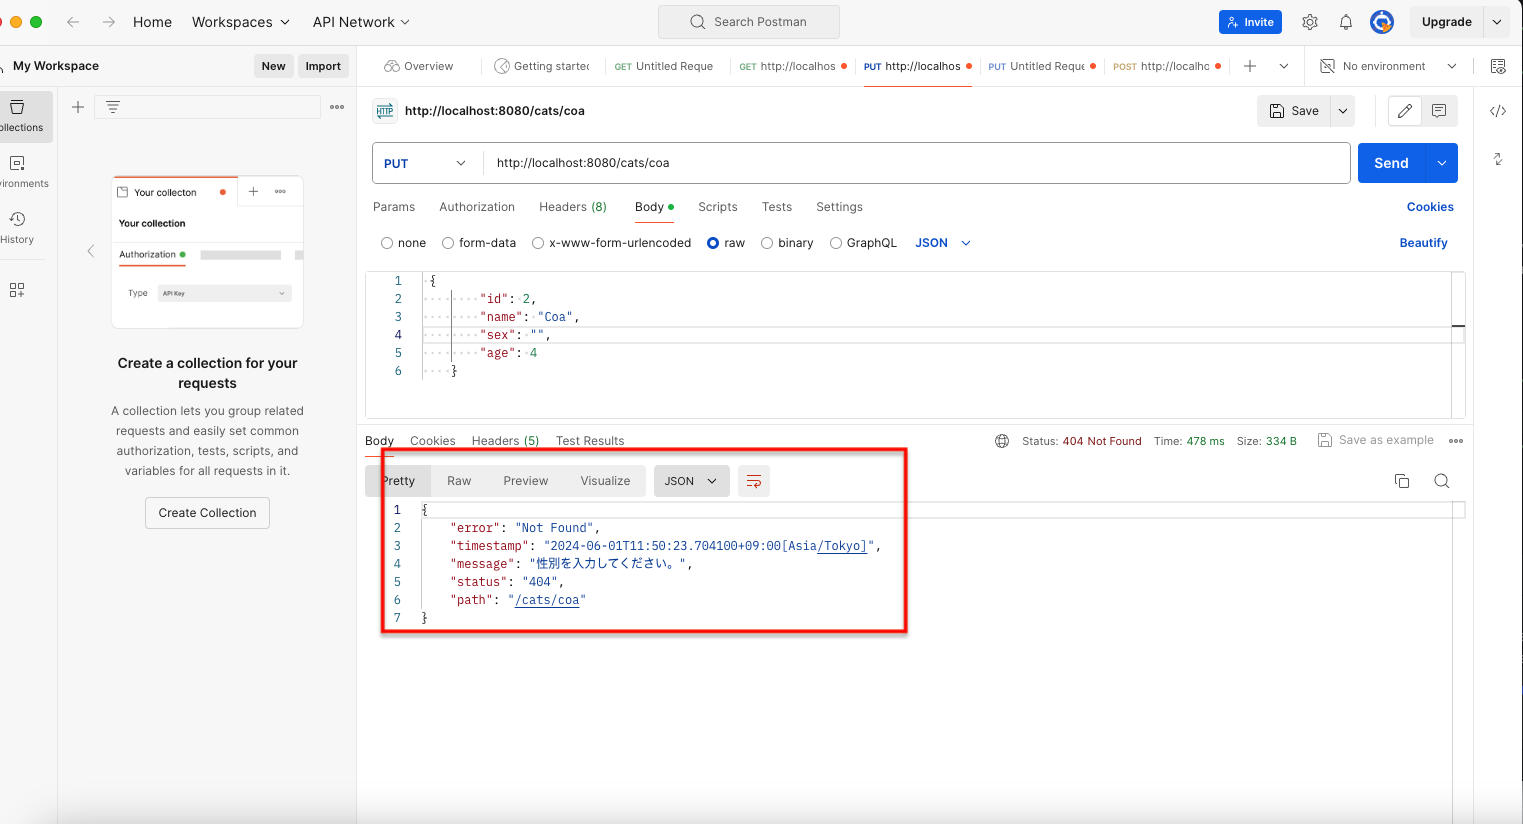 Home Workspaces API Network Search Postman Invite Upgrade
My Workspace New Import Overview Getting startec GET Untitled Reque GET http://localhos PUT http://localhos PUT Untitled Reque POST http://localhc No environment
ollections
vironments
History
Your collecton
Your collection
Authorization
Type API Key
Create a collection for your
requests
A collection lets you group related
requests and easily set common
authorization, tests, scripts, and
variables for all requests in it.
Create Collection
HTTP http://localhost:8080/cats/coa Save
PUT http://localhost:8080/cats/coa Send
Params Authorization Headers (8) Body Scripts Tests Settings Cookies
none form-data x-www-form-urlencoded raw binary GraphQL JSON Beautify
1 {
2 "id": 2,
3 "name": "Coa",
4 "sex": "",
5 "age": 4
6 }
Body Cookies Headers (5) Test Results Status: 404 Not Found Time: 478 ms Size: 334 B Save as example
Pretty Raw Preview Visualize JSON
1 {
2 "error": "Not Found",
3 "timestamp": "2024-06-01T11:50:23.704100+09:00[Asia/Tokyo]",
4 "message": "性別を入力してください。",
5 "status": "404",
6 "path": "/cats/coa"
7 }